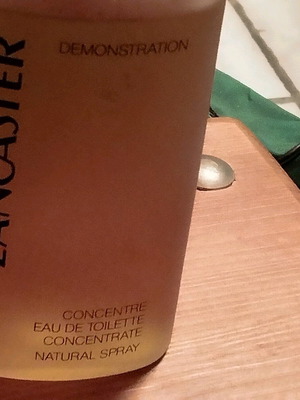 LANCASTER
DEMONSTRATION
CONCENTRE
EAU DE TOILETTE
CONCENTRATE
NATURAL SPRAY